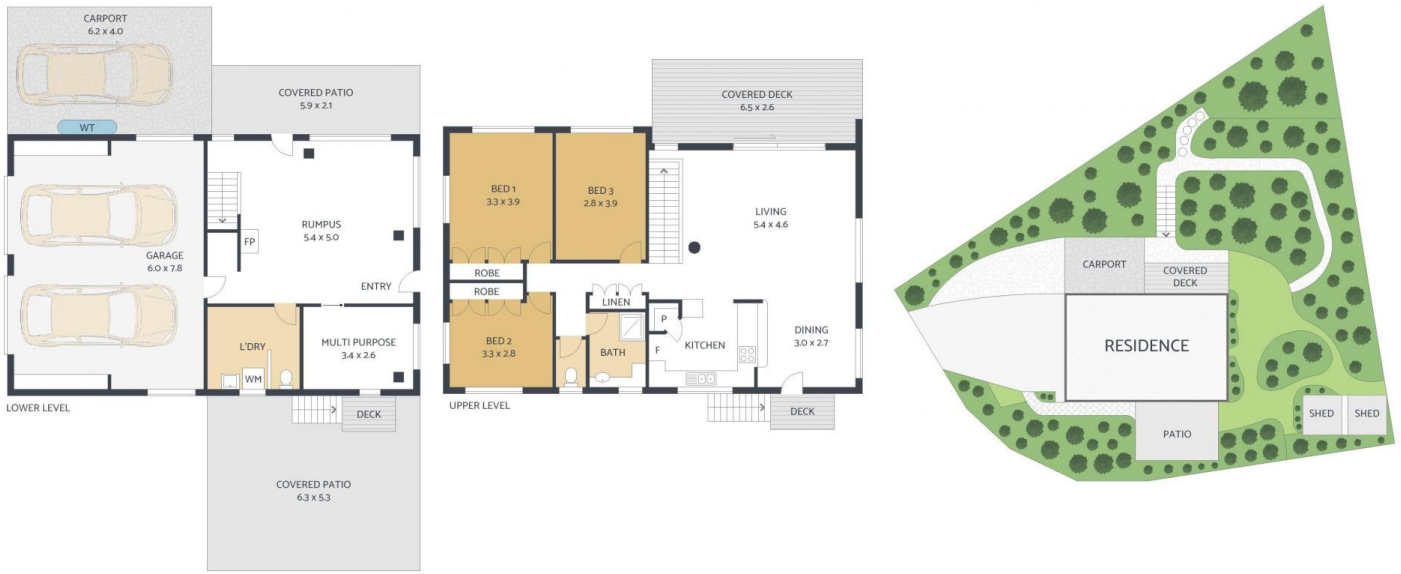 CARPORT
6.2 x 4.0
COVERED PATIO
5.9 x 2.1
WT
RUMPUS
5.4 x 5.0
FP
GARAGE
6.0 x 7.8
ENTRY
L'DRY
WM
MULTI PURPOSE
3.4 x 2.6
LOWER LEVEL
DECK
COVERED PATIO
6.3 x 5.3
COVERED DECK
6.5 x 2.6
BED 1
3.3 x 3.9
BED 3
2.8 x 3.9
LIVING
5.4 x 4.6
ROBE
ROBE
LINEN
P
F
KITCHEN
DINING
3.0 x 2.7
BED 2
3.3 x 2.8
BATH
UPPER LEVEL
DECK
CARPORT
COVERED
DECK
RESIDENCE
PATIO
SHED
SHED